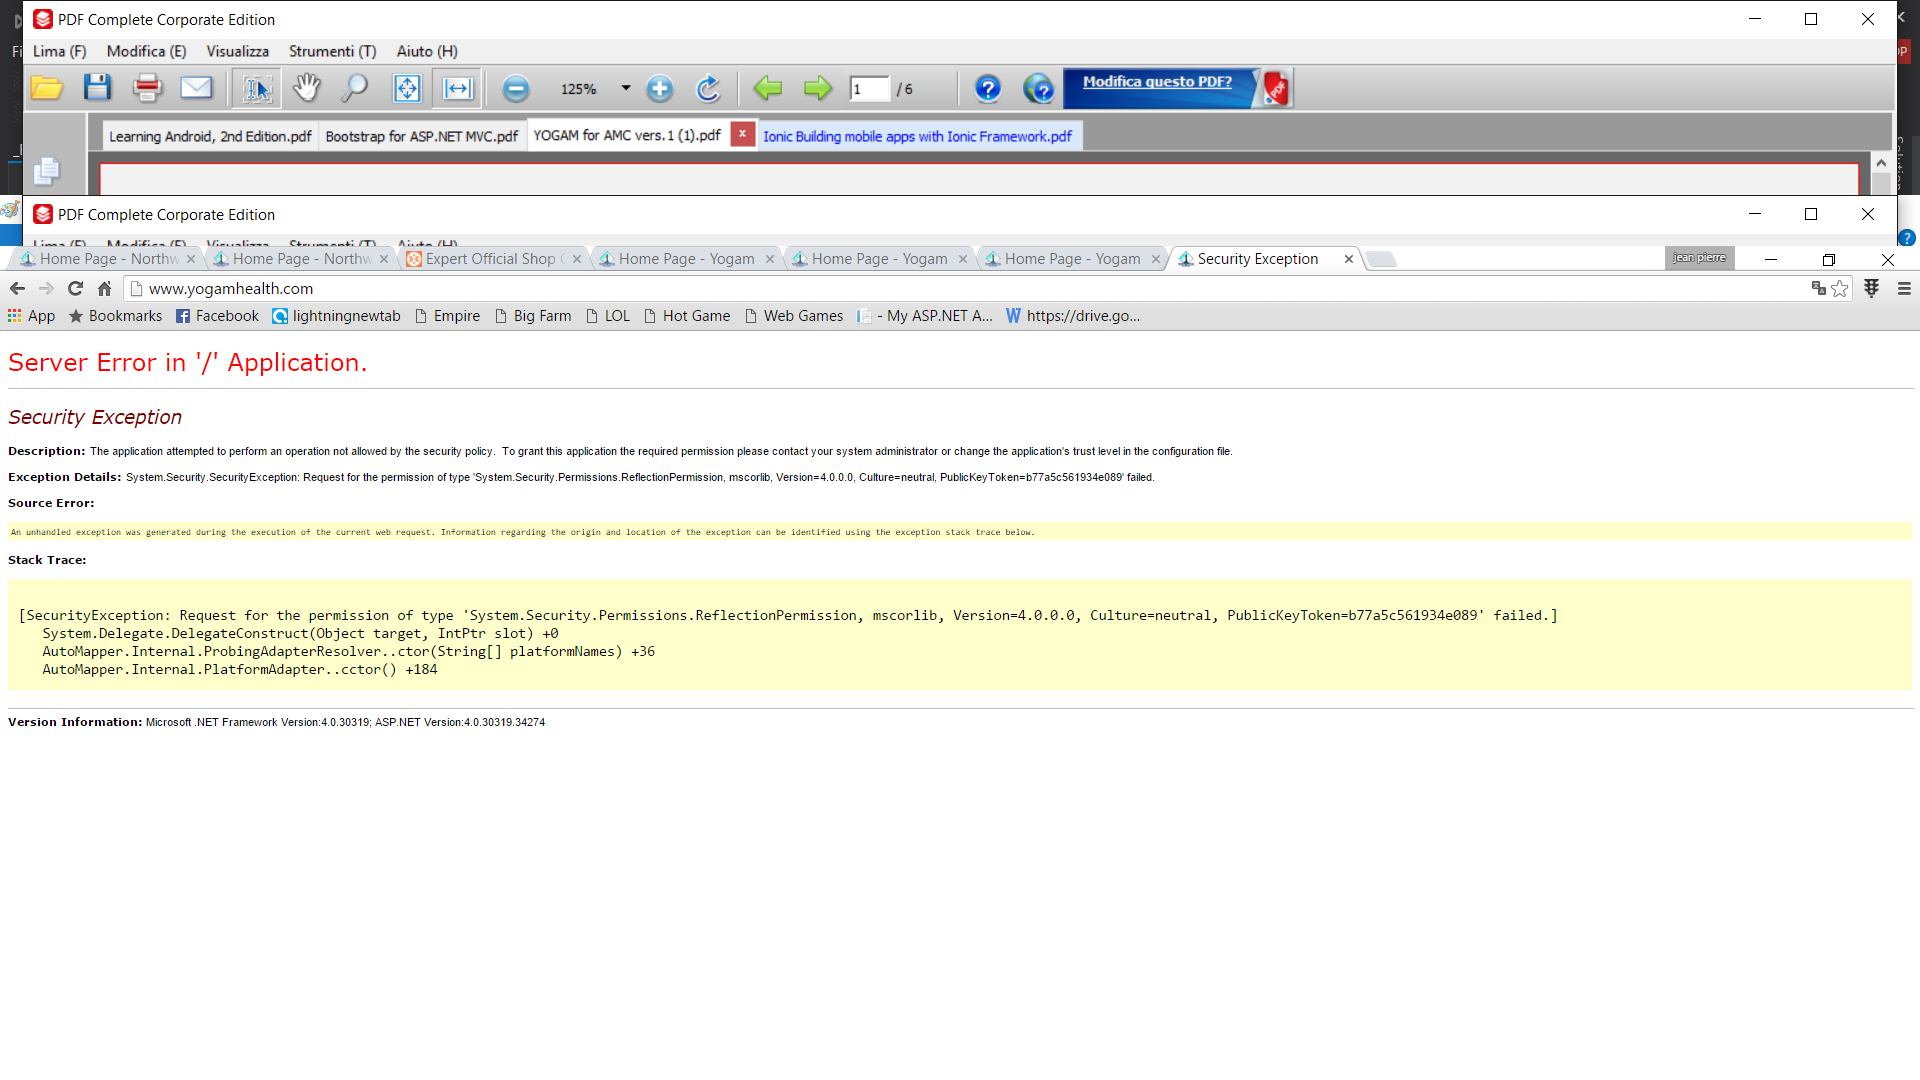 PDF Complete Corporate Edition
Lima (F) Modifica (E) Visualizza Strumenti (T) Aiuto (H)
125% 1 / 6 Modifica questo PDF?
Learning Android, 2nd Edition.pdf Bootstrap for ASP.NET MVC.pdf YOGAM for AMC vers.1 (1).pdf x Ionic Building mobile apps with Ionic Framework.pdf
PDF Complete Corporate Edition
Lima (F) Modifica (E) Visualizza Strumenti (T) Aiuto (H)
Home Page - Northw Home Page - Northw Expert Official Shop Home Page - Yogam Home Page - Yogam Home Page - Yogam Security Exception jean pierre
www.yogamhealth.com
App Bookmarks Facebook lightningnewtab Empire Big Farm LOL Hot Game Web Games - My ASP.NET A... https://drive.go...
Server Error in '/' Application.
Security Exception
Description: The application attempted to perform an operation not allowed by the security policy. To grant this application the required permission please contact your system administrator or change the application's trust level in the configuration file.
Exception Details: System.Security.SecurityException: Request for the permission of type 'System.Security.Permissions.ReflectionPermission, mscorlib, Version=4.0.0.0, Culture=neutral, PublicKeyToken=b77a5c561934e089' failed.
Source Error:
An unhandled exception was generated during the execution of the current web request. Information regarding the origin and location of the exception can be identified using the exception stack trace below.
Stack Trace:
[SecurityException: Request for the permission of type 'System.Security.Permissions.ReflectionPermission, mscorlib, Version=4.0.0.0, Culture=neutral, PublicKeyToken=b77a5c561934e089' failed.]
System.Delegate.DelegateConstruct(Object target, IntPtr slot) +0
AutoMapper.Internal.ProbingAdapterResolver..ctor(String[] platformNames) +36
AutoMapper.Internal.PlatformAdapter..cctor() +184
Version Information: Microsoft .NET Framework Version:4.0.30319; ASP.NET Version:4.0.30319.34274